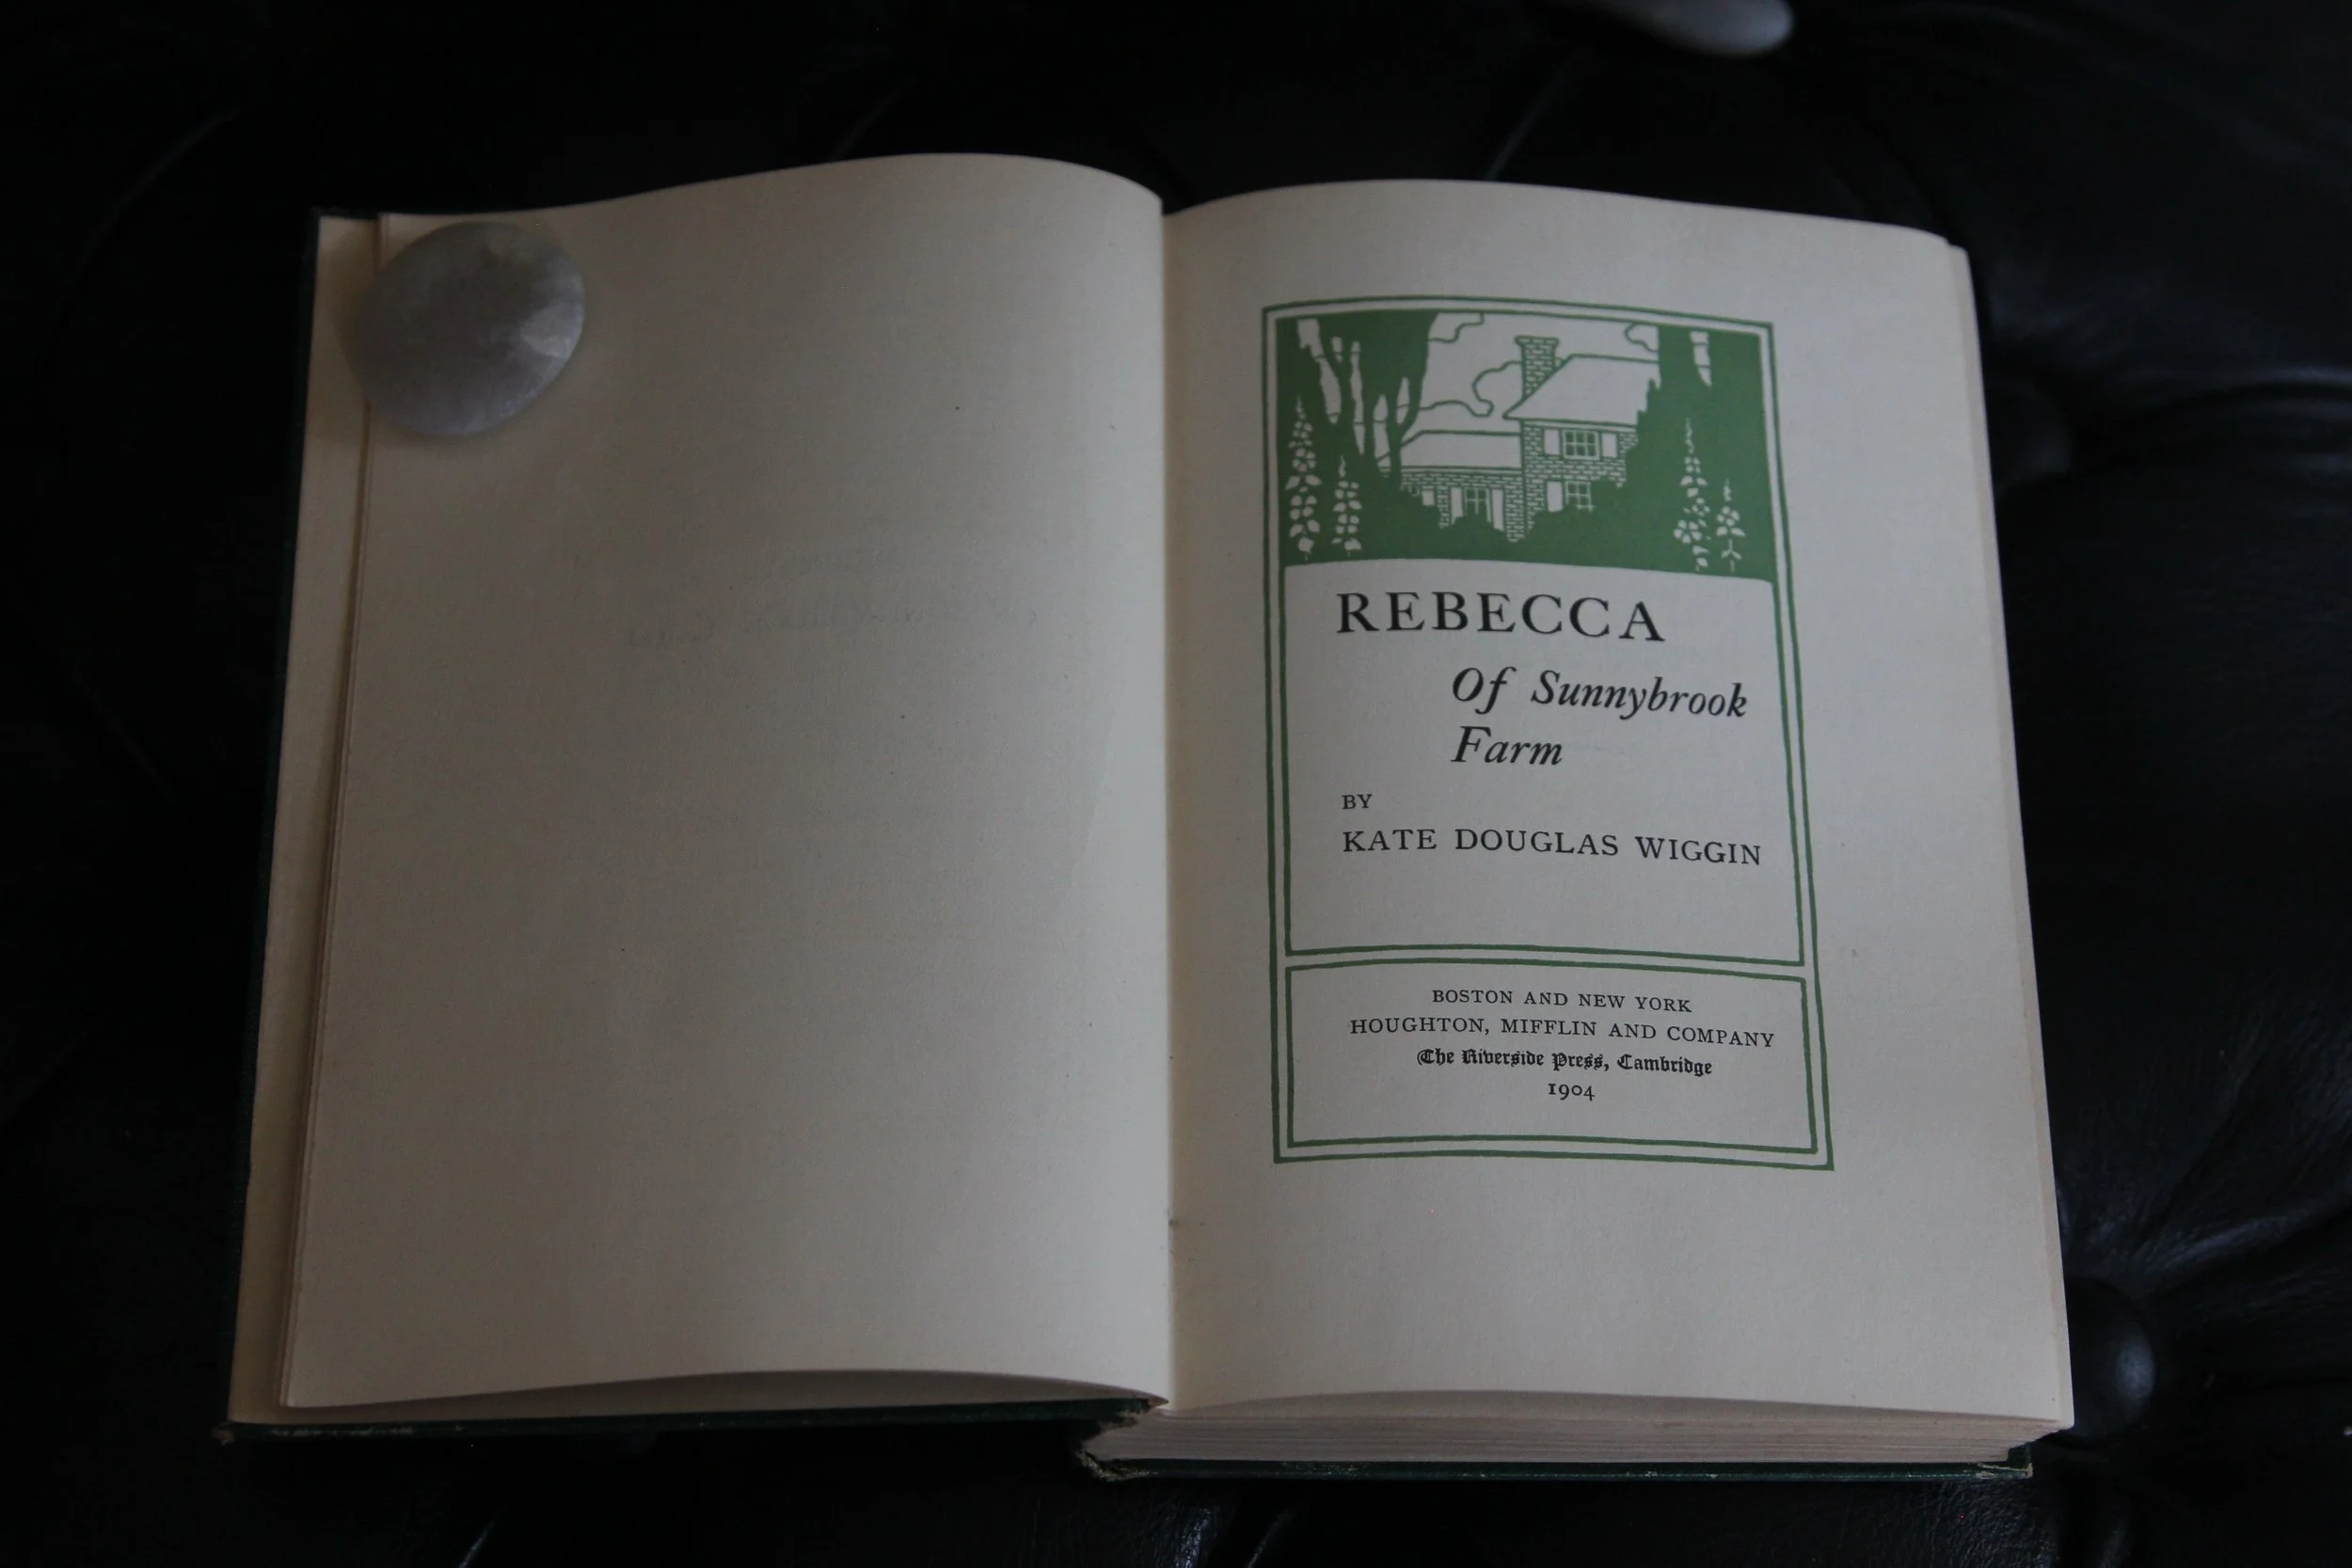 REBECCA
Of Sunnybrook
Farm
BY
KATE DOUGLAS WIGGIN
BOSTON AND NEW YORK
HOUGHTON, MIFFLIN AND COMPANY
The Riverside Press, Cambridge
1904